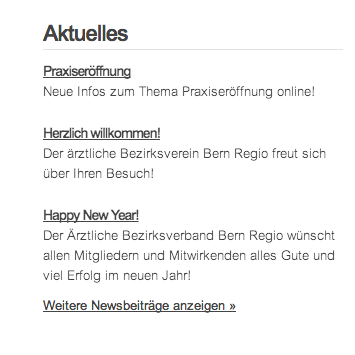 Aktuelles
Praxiseröffnung
Neue Infos zum Thema Praxiseröffnung online!
Herzlich willkommen!
Der ärztliche Bezirksverein Bern Regio freut sich
über Ihren Besuch!
Happy New Year!
Der Ärztliche Bezirksverband Bern Regio wünscht
allen Mitgliedern und Mitwirkenden alles Gute und
viel Erfolg im neuen Jahr!
Weitere Newsbeiträge anzeigen »